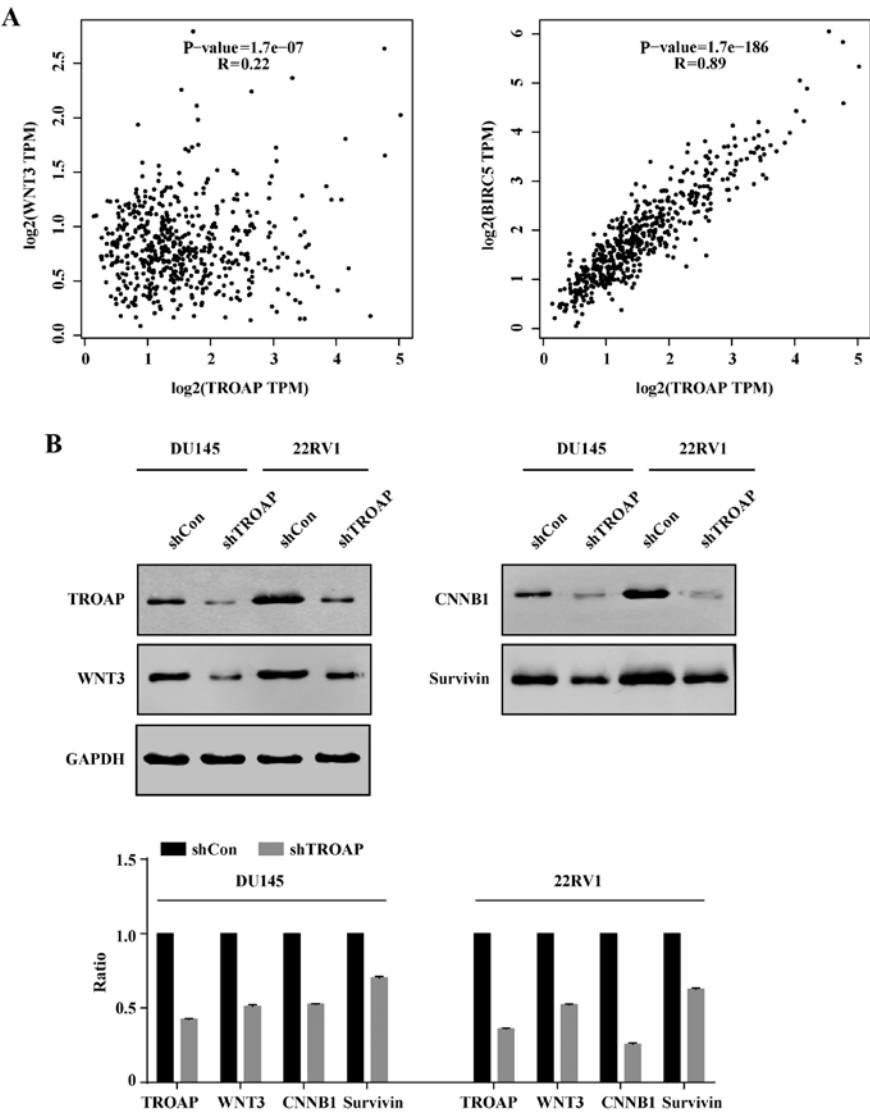 A
P-value=1.7e-07
R=0.22
log2(WNT3 TPM)
0.0 0.5 1.0 1.5 2.0 2.5
0 1 2 3 4 5
log2(TROAP TPM)
P-value=1.7e-186
R=0.89
log2(BIRC5 TPM)
0 1 2 3 4 5 6
0 1 2 3 4 5
log2(TROAP TPM)
B
DU145 22RV1
shCon shTROAP shCon shTROAP
TROAP
WNT3
GAPDH
DU145 22RV1
shCon shTROAP shCon shTROAP
CNNB1
Survivin
shCon shTROAP
DU145 22RV1
Ratio
1.5
1.0
0.5
0
TROAP WNT3 CNNB1 Survivin TROAP WNT3 CNNB1 Survivin